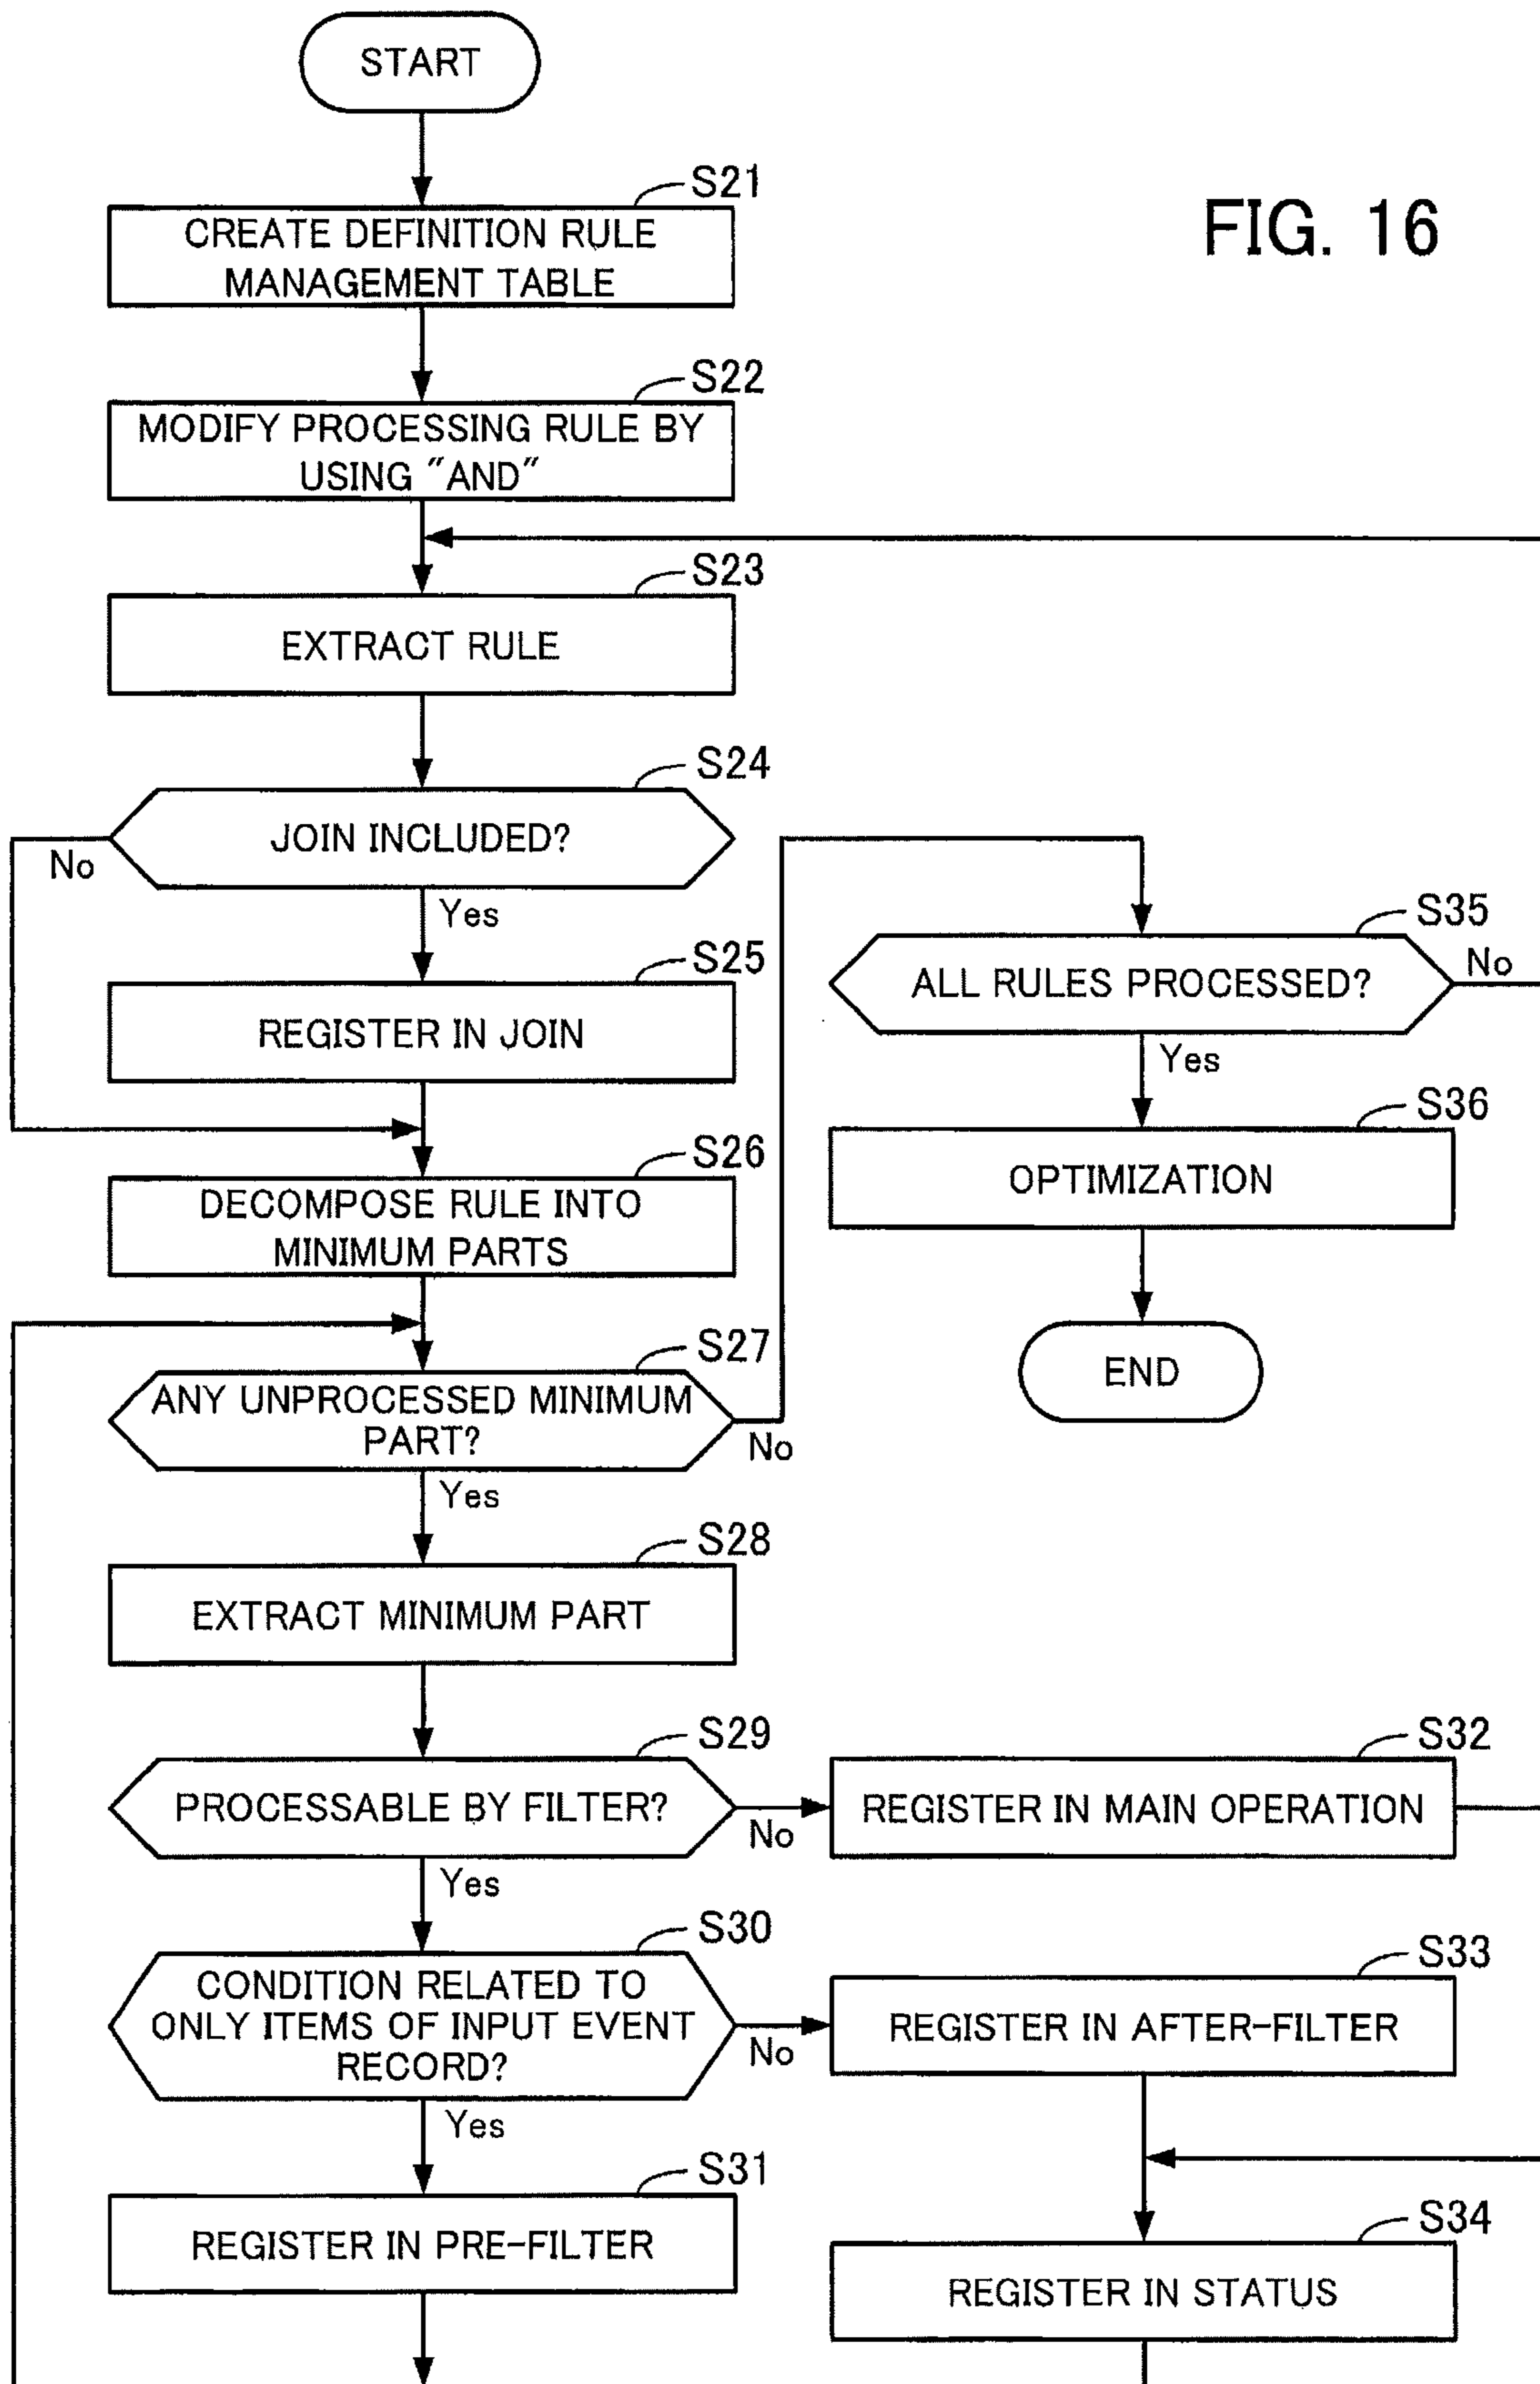 START
FIG. 16
S21
CREATE DEFINITION RULE
MANAGEMENT TABLE
S22
MODIFY PROCESSING RULE BY
USING "AND"
S23
EXTRACT RULE
S24
JOIN INCLUDED?
No
Yes
S25
REGISTER IN JOIN
S26
DECOMPOSE RULE INTO
MINIMUM PARTS
S27
ANY UNPROCESSED MINIMUM
PART?
No
Yes
S28
EXTRACT MINIMUM PART
S29
PROCESSABLE BY FILTER?
No
Yes
S30
CONDITION RELATED TO
ONLY ITEMS OF INPUT EVENT
RECORD?
No
Yes
S31
REGISTER IN PRE-FILTER
S32
REGISTER IN MAIN OPERATION
S33
REGISTER IN AFTER-FILTER
S34
REGISTER IN STATUS
S35
ALL RULES PROCESSED?
No
Yes
S36
OPTIMIZATION
END